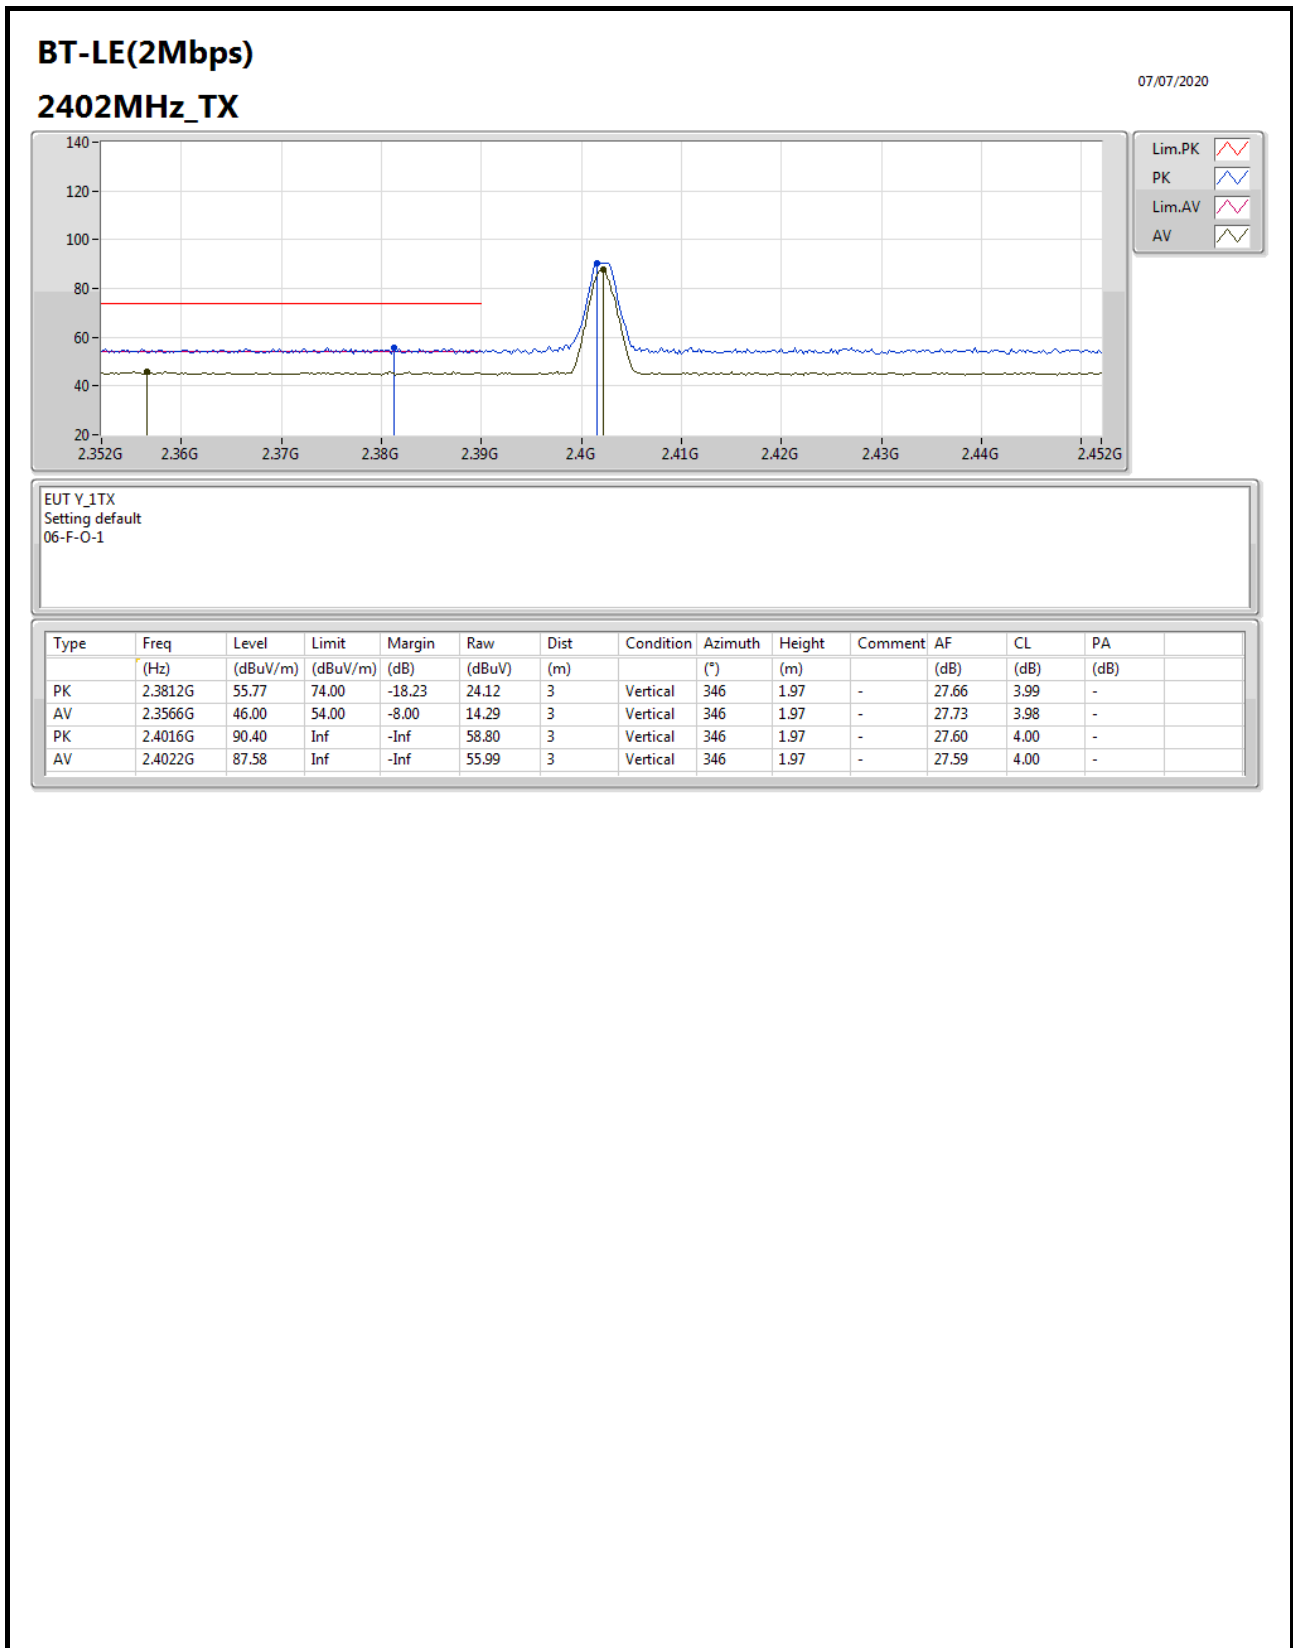 BT-LE(2Mbps)
07/07/2020
2402MHz_TX
140
120
100
80
60
40
20
2.352G 2.36G 2.37G 2.38G 2.39G 2.4G 2.41G 2.42G 2.43G 2.44G 2.452G
Lim.PK
PK
Lim.AV
AV
EUT Y_1TX
Setting default
06-F-O-1
Type Freq Level Limit Margin Raw Dist Condition Azimuth Height Comment AF CL PA
(Hz) (dBuV/m) (dBuV/m) (dB) (dBuV) (m) (°) (m) (dB) (dB) (dB)
PK 2.3812G 55.77 74.00 -18.23 24.12 3 Vertical 346 1.97 - 27.66 3.99 -
AV 2.3566G 46.00 54.00 -8.00 14.29 3 Vertical 346 1.97 - 27.73 3.98 -
PK 2.4016G 90.40 Inf -Inf 58.80 3 Vertical 346 1.97 - 27.60 4.00 -
AV 2.4022G 87.58 Inf -Inf 55.99 3 Vertical 346 1.97 - 27.59 4.00 -